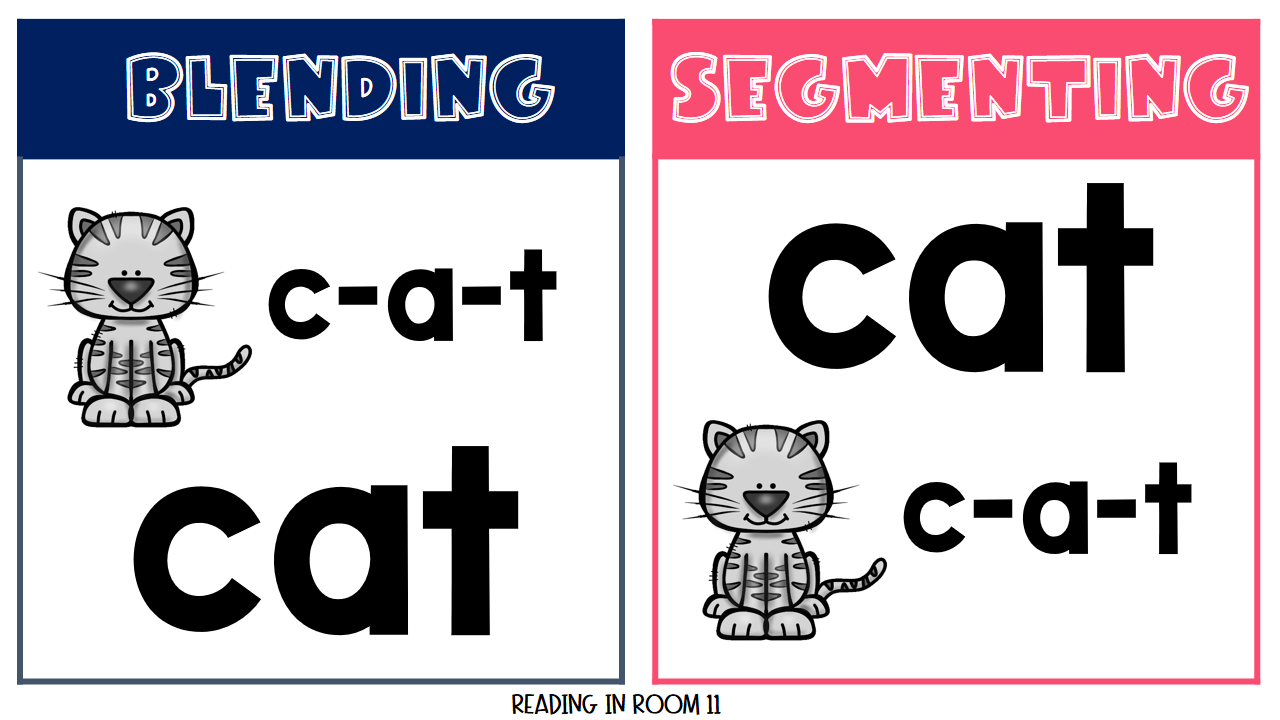 BLENDING
c-a-t
cat
SEGMENTING
cat
c-a-t
READING IN ROOM 11